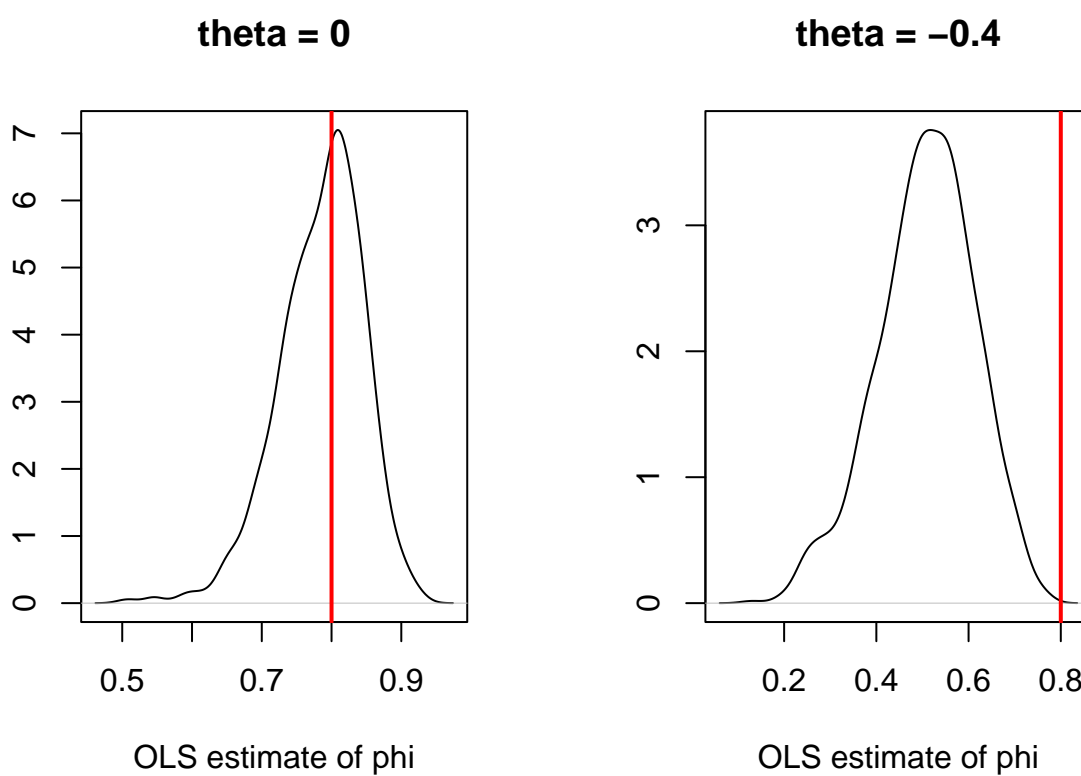 theta = 0
7
6
5
4
3
2
1
0
0.5 0.7 0.9
OLS estimate of phi
theta = −0.4
3
2
1
0
0.2 0.4 0.6 0.8
OLS estimate of phi